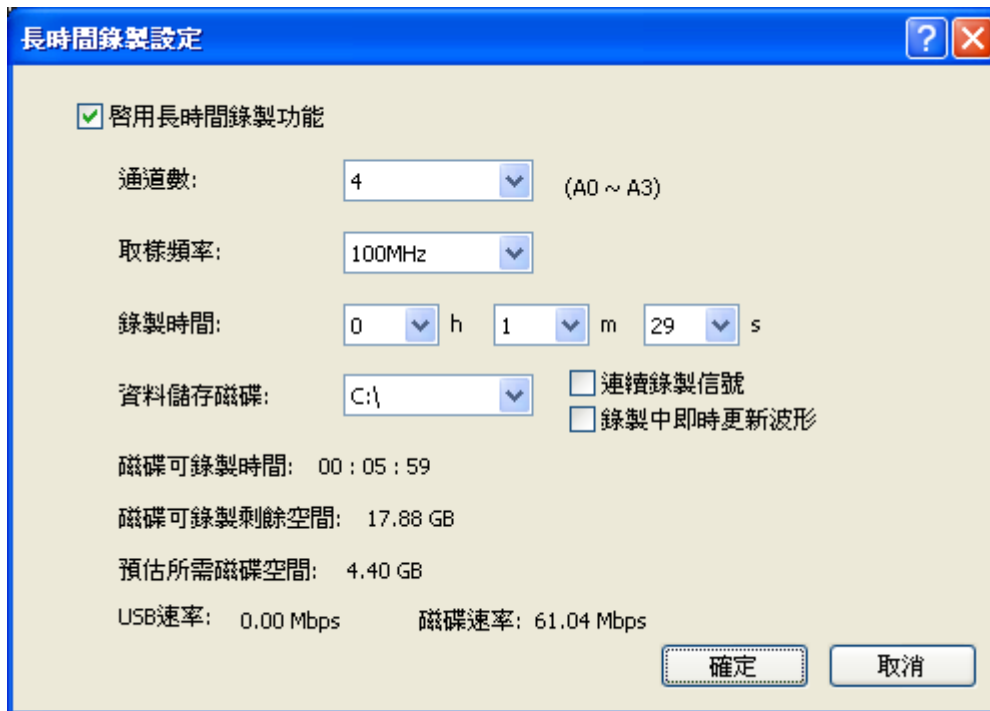 長時間錄製設定
啓用長時間錄製功能
通道數: 4 (A0 ~ A3)
取樣頻率: 100MHz
錄製時間: 0 h 1 m 29 s
資料儲存磁碟: C:\ 連續錄製信號
錄製中即時更新波形
磁碟可錄製時間: 00 : 05 : 59
磁碟可錄製剩餘空間: 17.88 GB
預估所需磁碟空間: 4.40 GB
USB速率: 0.00 Mbps 磁碟速率: 61.04 Mbps
確定 取消